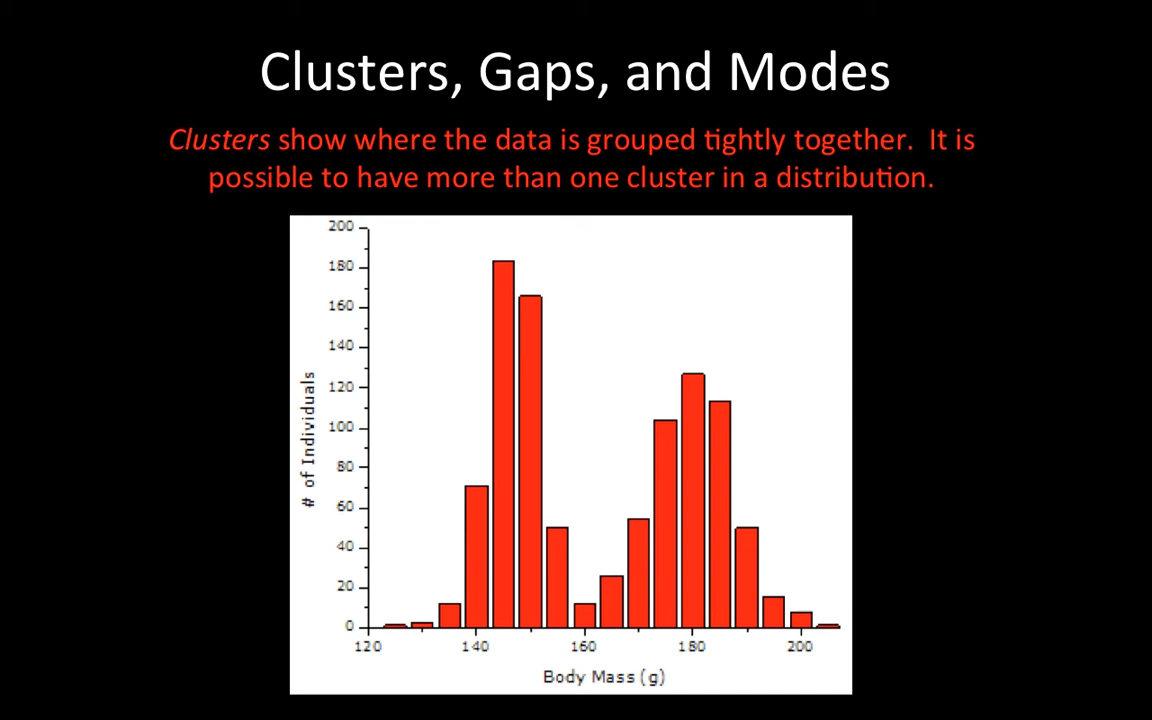 Clusters, Gaps, and Modes
Clusters show where the data is grouped tightly together.  It is
possible to have more than one cluster in a distribution.
200
180
160
140
120
100
80
60
40
20
0
# of Individuals
120 140 160 180 200
Body Mass (g)